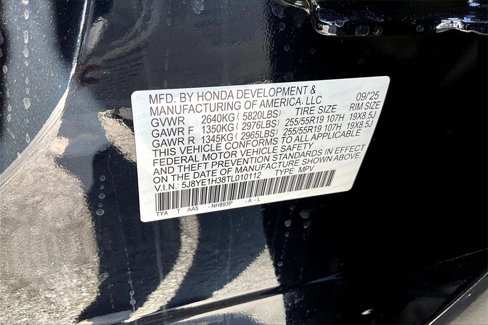 MFD. BY HONDA DEVELOPMENT &
MANUFACTURING OF AMERICA, LLC 09/25
GVWR 2640KG( 5820LBS) TIRE SIZE RIM SIZE
GAWR F 1350KG( 2976LBS) 255/55R19 107H 19X8.5J
GAWR R 1345KG( 2965LBS) 255/55R19 107H 19X8.5J
THIS VEHICLE CONFORMS TO ALL APPLICABLE
FEDERAL MOTOR VEHICLE SAFETY
AND THEFT PREVENTION STANDARDS IN EFFECT
ON THE DATE OF MANUFACTURE SHOWN ABOVE.
V.I.N.: 5J8YE1H38TL010112 TYPE: MPV
TYA T AA5